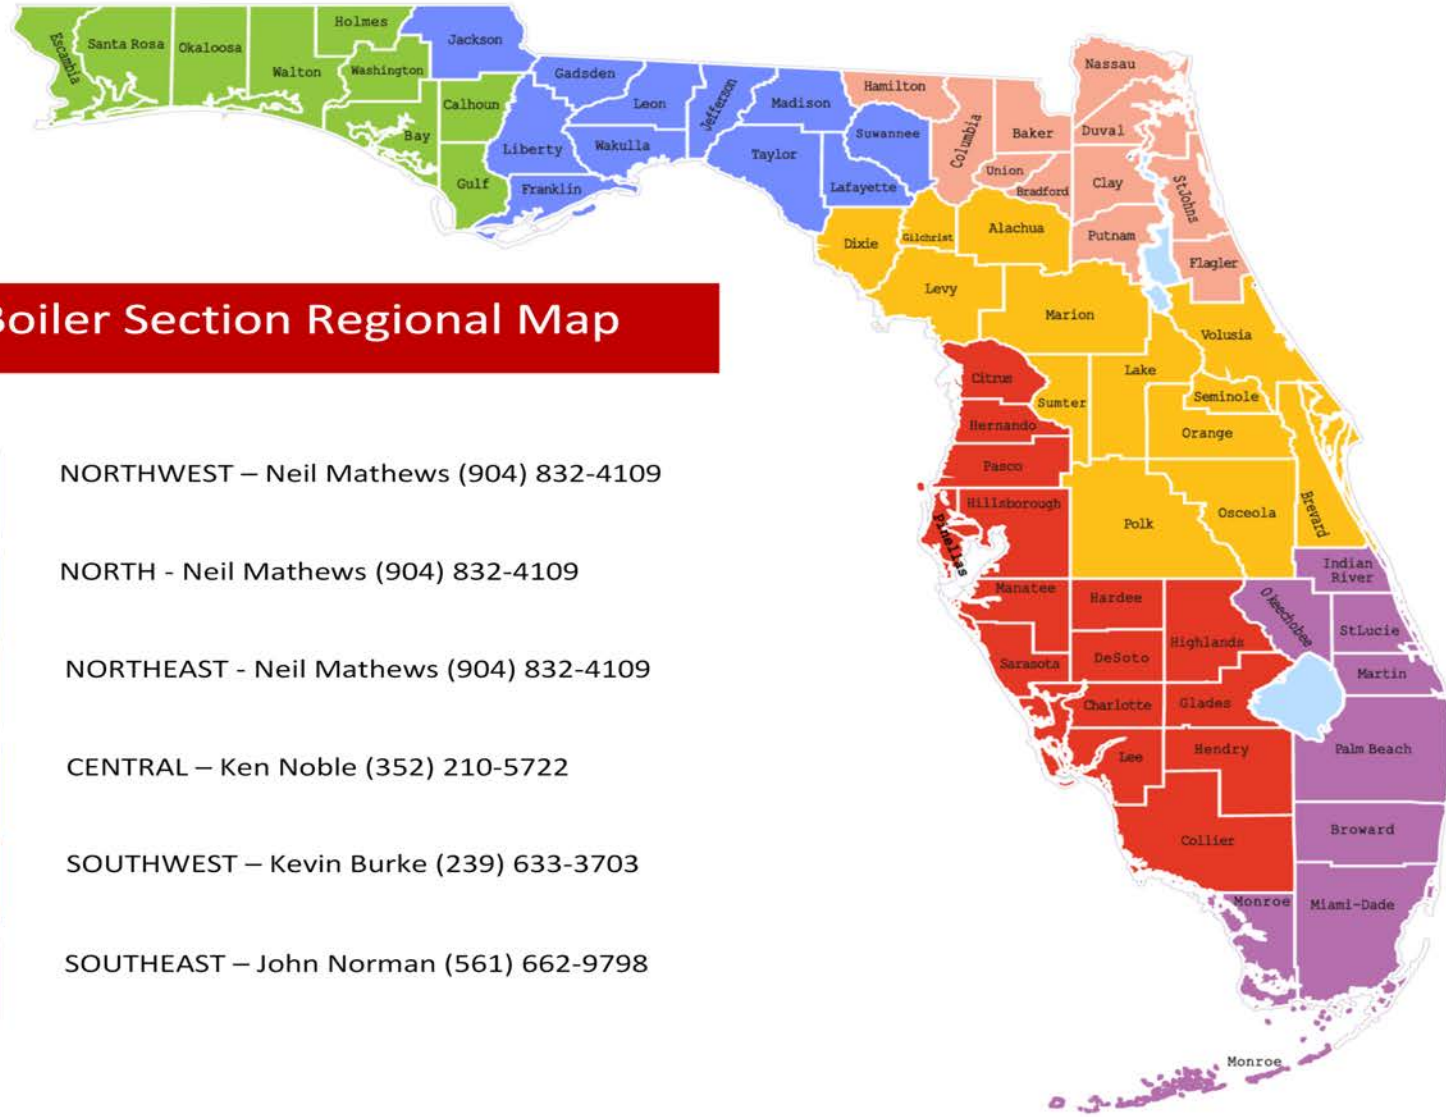 Holmes
Jackson
Escambia
Santa Rosa
Okaloosa
Walton
Washington
Calhoun
Bay
Gulf
Gadsden
Leon
Jefferson
Madison
Liberty
Wakulla
Franklin
Taylor
Suwannee
Lafayette
Hamilton
Columbia
Baker
Nassau
Duval
Union
Bradford
Clay
StJohns
Putnam
Flagler
Dixie
Gilchrist
Alachua
Levy
Marion
Volusia
Boiler Section Regional Map
Citrus
Sumter
Lake
Seminole
Hernando
Orange
Pasco
Hillsborough
Pinellas
Polk
Osceola
Brevard
Indian
River
Manatee
Hardee
Highlands
Okeechobee
StLucie
Sarasota
DeSoto
Martin
Charlotte
Glades
Lee
Hendry
Palm Beach
Collier
Broward
Monroe
Miami-Dade
Monroe
NORTHWEST – Neil Mathews (904) 832-4109
NORTH - Neil Mathews (904) 832-4109
NORTHEAST - Neil Mathews (904) 832-4109
CENTRAL – Ken Noble (352) 210-5722
SOUTHWEST – Kevin Burke (239) 633-3703
SOUTHEAST – John Norman (561) 662-9798